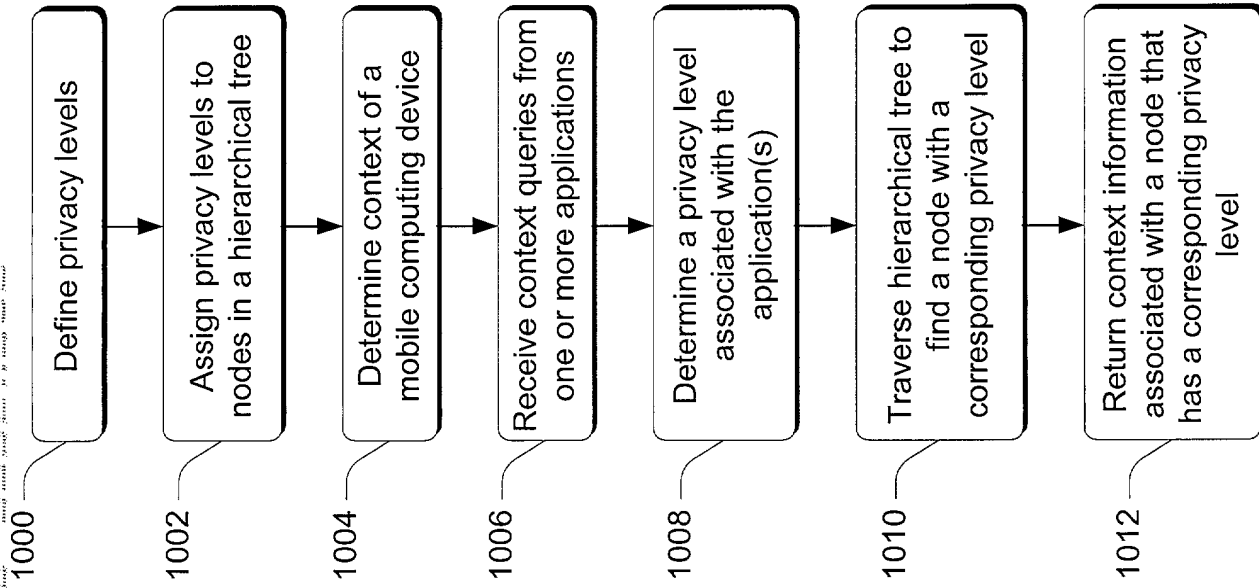 1000
Define privacy levels
1002
Assign privacy levels to
nodes in a hierarchical tree
1004
Determine context of a
mobile computing device
1006
Receive context queries from
one or more applications
1008
Determine a privacy level
associated with the
application(s)
1010
Traverse hierarchical tree to
find a node with a
corresponding privacy level
1012
Return context information
associated with a node that
has a corresponding privacy
level